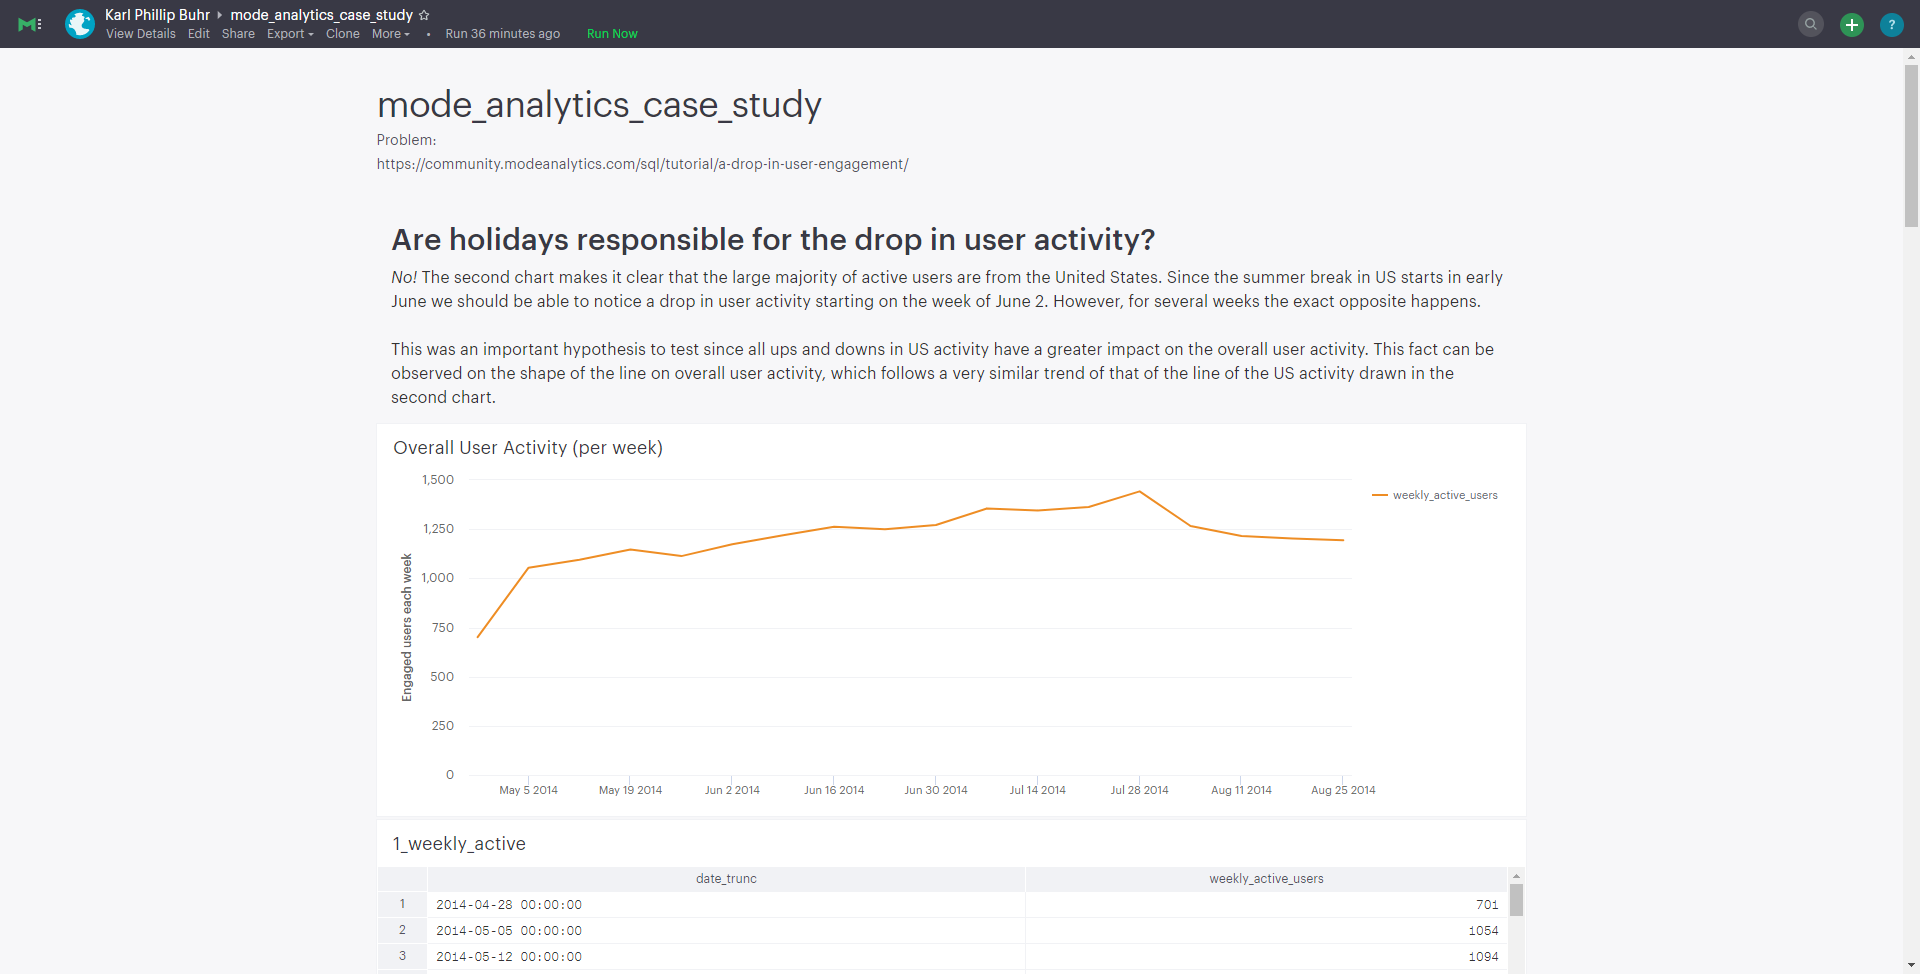 Karl Phillip Buhr mode_analytics_case_study
View Details Edit Share Export Clone More • Run 36 minutes ago Run Now
?
mode_analytics_case_study
Problem:
https://community.modeanalytics.com/sql/tutorial/a-drop-in-user-engagement/
Are holidays responsible for the drop in user activity?
No! The second chart makes it clear that the large majority of active users are from the United States. Since the summer break in US starts in early
June we should be able to notice a drop in user activity starting on the week of June 2. However, for several weeks the exact opposite happens.
This was an important hypothesis to test since all ups and downs in US activity have a greater impact on the overall user activity. This fact can be
observed on the shape of the line on overall user activity, which follows a very similar trend of that of the line of the US activity drawn in the
second chart.
Overall User Activity (per week)
1,500
1,250
1,000
750
500
250
0
Engaged users each week
May 5 2014 May 19 2014 Jun 2 2014 Jun 16 2014 Jun 30 2014 Jul 14 2014 Jul 28 2014 Aug 11 2014 Aug 25 2014
weekly_active_users
1_weekly_active
date_trunc weekly_active_users
1 2014-04-28 00:00:00 701
2 2014-05-05 00:00:00 1054
3 2014-05-12 00:00:00 1094